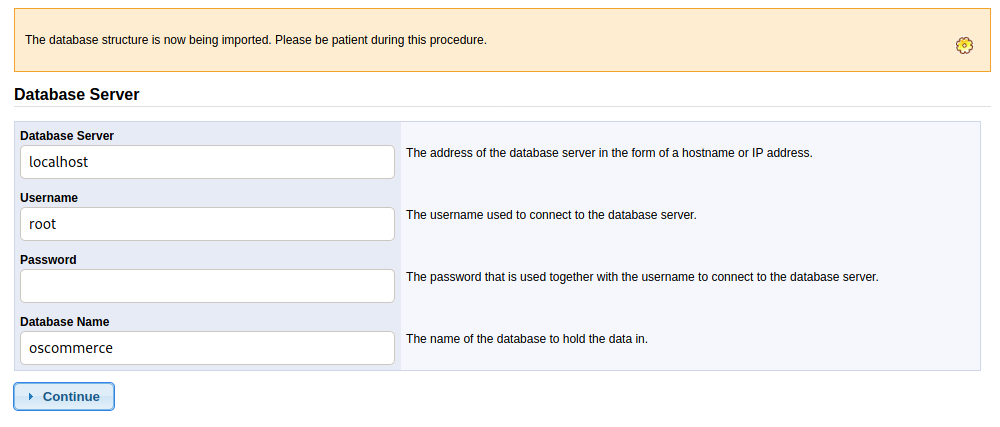 The database structure is now being imported. Please be patient during this procedure.
Database Server
Database Server
localhost
The address of the database server in the form of a hostname or IP address.
Username
root
The username used to connect to the database server.
Password
The password that is used together with the username to connect to the database server.
Database Name
oscommerce
The name of the database to hold the data in.
Continue